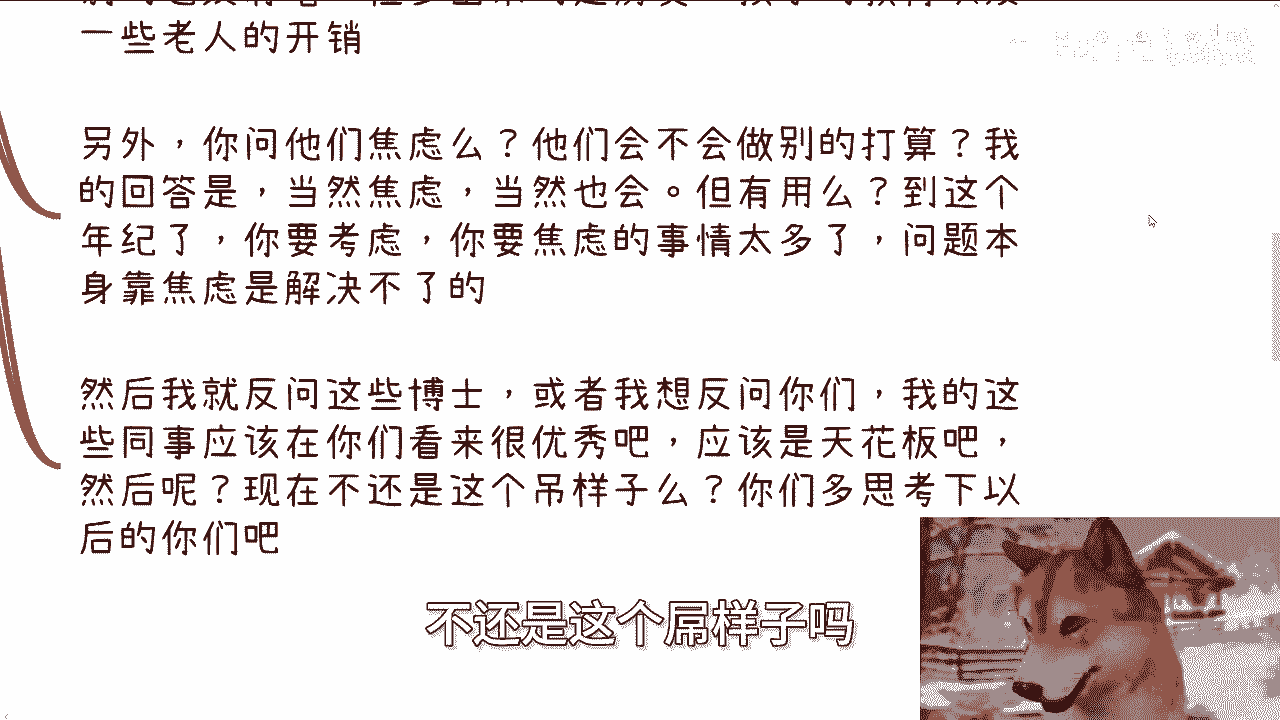 一些老人的开销
另外，你问他们焦虑么？他们会不会做别的打算？我
的回答是，当然焦虑，当然也会。但有用么？到这个
年纪了，你要考虑，你要焦虑的事情太多了，问题本
身靠焦虑是解决不了的
然后我就反问这些博士，或者我想反问你们，我的这
些同事应该在你们看来很优秀吧，应该是天花板吧，
然后呢？现在不还是这个吊样子么？你们多思考下以
后的你们吧
不还是这个屌样子吗